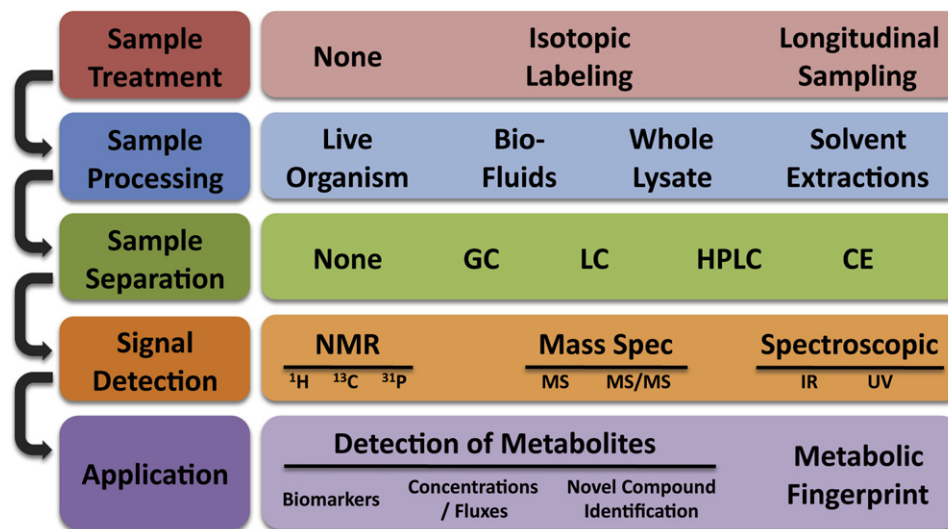 Sample
Treatment
None
Isotopic
Labeling
Longitudinal
Sampling
Sample
Processing
Live
Organism
Bio-
Fluids
Whole
Lysate
Solvent
Extractions
Sample
Separation
None
GC
LC
HPLC
CE
Signal
Detection
NMR
¹H ¹³C ³¹P
Mass Spec
MS MS/MS
Spectroscopic
IR UV
Application
Detection of Metabolites
Biomarkers
Concentrations
/ Fluxes
Novel Compound
Identification
Metabolic
Fingerprint